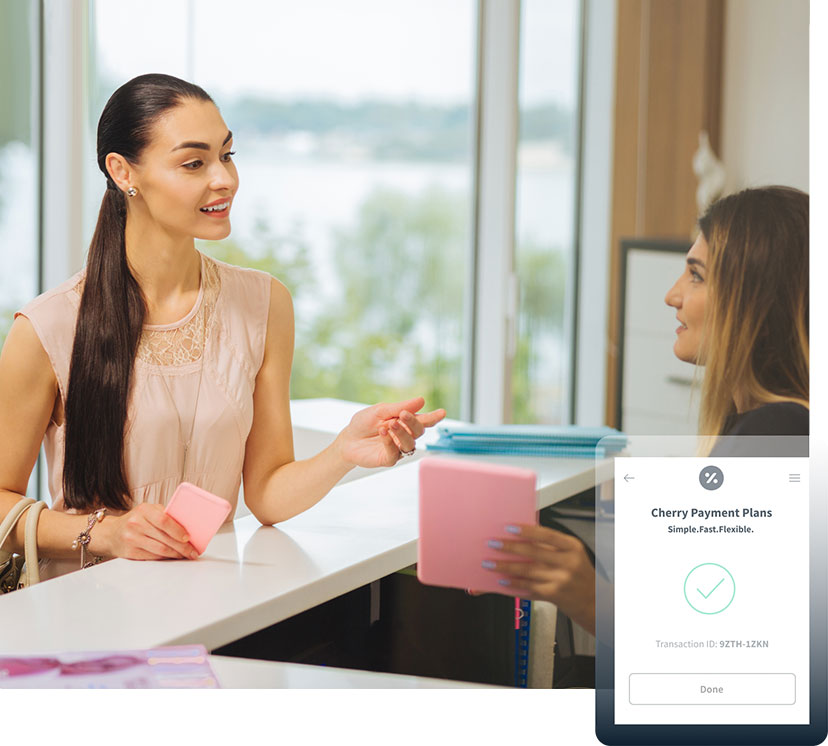 Cherry Payment Plans
Simple.Fast.Flexible.
Transaction ID: 9ZTH-1ZKN
Done